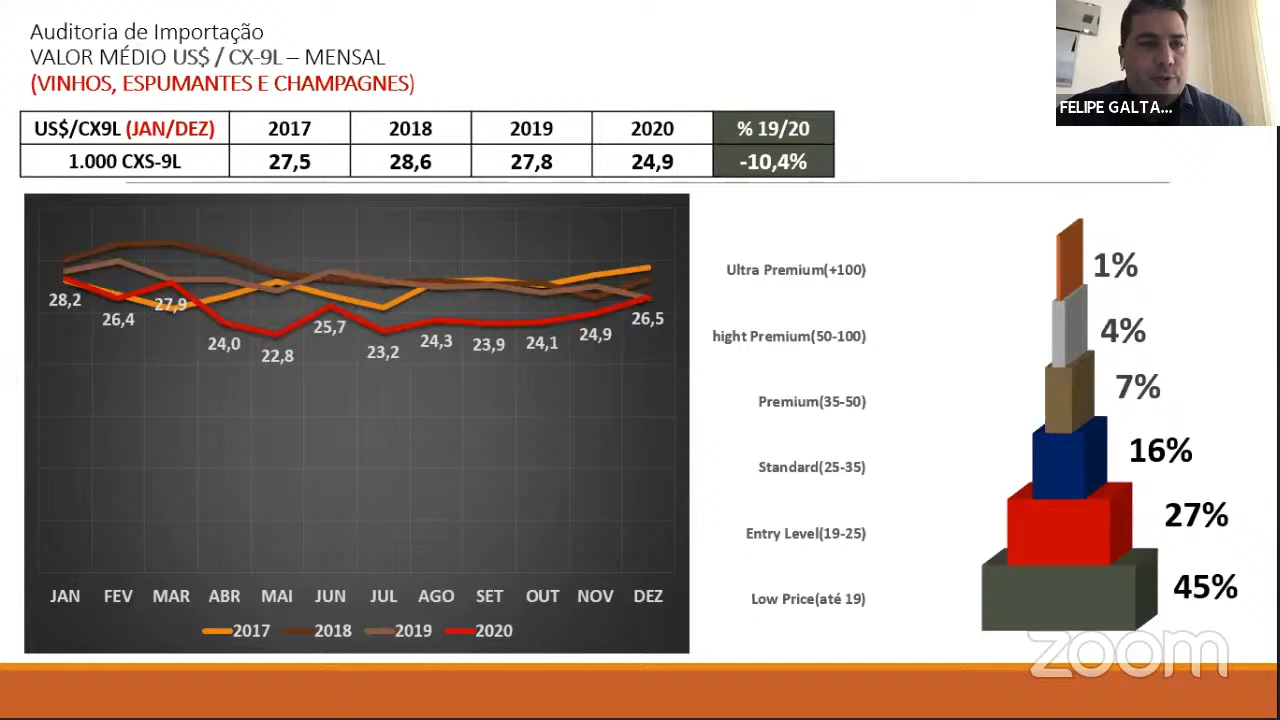 Auditoria de Importação
VALOR MÉDIO US$ / CX-9L – MENSAL
(VINHOS, ESPUMANTES E CHAMPAGNES)
FELIPE GALTA...
US$/CX9L (JAN/DEZ) 2017 2018 2019 2020 % 19/20
1.000 CXS-9L 27,5 28,6 27,8 24,9 -10,4%
28,2 26,4 27,9 24,0 22,8 25,7 23,2 24,3 23,9 24,1 24,9 26,5
JAN FEV MAR ABR MAI JUN JUL AGO SET OUT NOV DEZ
2017 2018 2019 2020
Ultra Premium(+100) 1%
hight Premium(50-100) 4%
Premium(35-50) 7%
Standard(25-35) 16%
Entry Level(19-25) 27%
Low Price(até 19) 45%
zoom